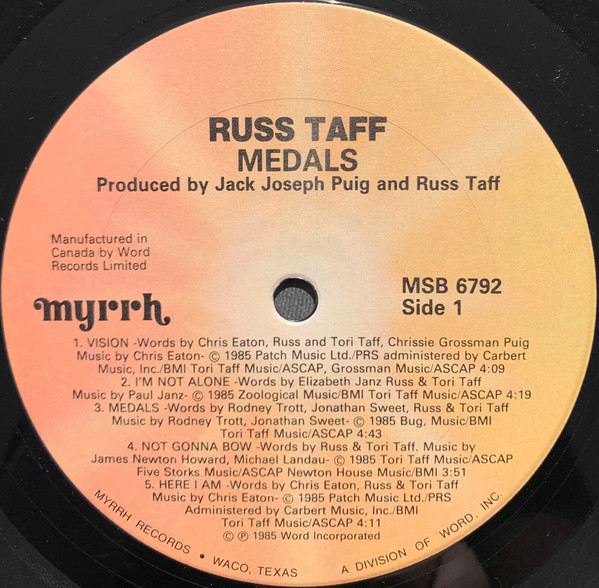 RUSS TAFF
MEDALS
Produced by Jack Joseph Puig and Russ Taff
Manufactured in
Canada by Word
Records Limited
myrrh
MSB 6792
Side 1
1. VISION -Words by Chris Eaton, Russ and Tori Taff, Chrissie Grossman Puig
Music by Chris Eaton- © 1985 Patch Music Ltd./PRS administered by Carbert
Music, Inc./BMI Tori Taff Music/ASCAP, Grossman Music/ASCAP 4:09
2. I'M NOT ALONE -Words by Elizabeth Janz Russ & Tori Taff
Music by Paul Janz- © 1985 Zoological Music/BMI Tori Taff Music/ASCAP 4:19
3. MEDALS -Words by Rodney Trott, Jonathan Sweet, Russ & Tori Taff
Music by Rodney Trott, Jonathan Sweet- © 1985 Bug, Music/BMI
Tori Taff Music/ASCAP 4:43
4. NOT GONNA BOW -Words by Russ & Tori Taff. Music by
James Newton Howard, Michael Landau- © 1985 Tori Taff Music/ASCAP
Five Storks Music/ASCAP Newton House Music/BMI 3:51
5. HERE I AM -Words by Chris Eaton, Russ & Tori Taff
Music by Chris Eaton- © 1985 Patch Music Ltd./PRS
Administered by Carbert Music, Inc./BMI
Tori Taff Music/ASCAP 4:11
© ℗ 1985 Word Incorporated
MYRRH RECORDS • WACO, TEXAS A DIVISION OF WORD, INC.